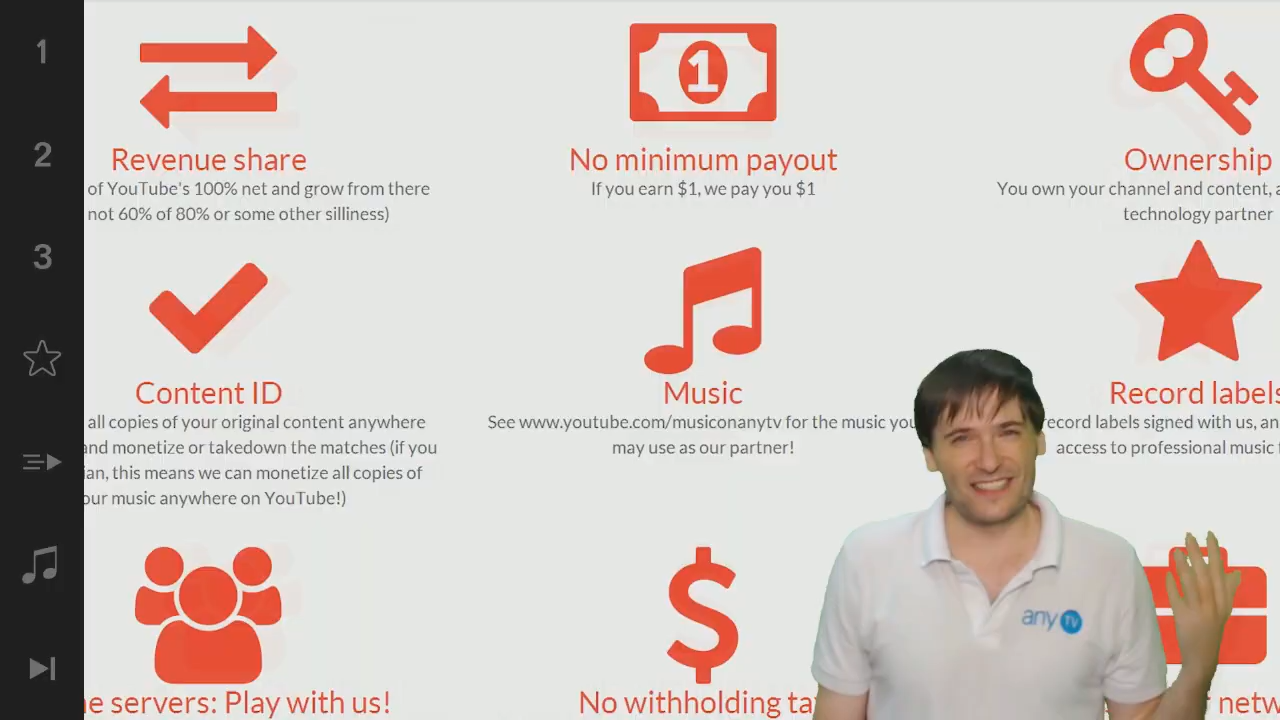 1
2
3
Revenue share
of YouTube's 100% net and grow from there
not 60% of 80% or some other silliness)
1
No minimum payout
If you earn $1, we pay you $1
Ownership
You own your channel and content,
technology partner
Content ID
all copies of your original content anywhere
and monetize or takedown the matches (if you
this means we can monetize all copies of
our music anywhere on YouTube!)
Music
See www.youtube.com/musiconanytv for the music you
may use as our partner!
Record labels
record labels signed with us,
access to professional music
servers: Play with us!
$
No withholding
any TV